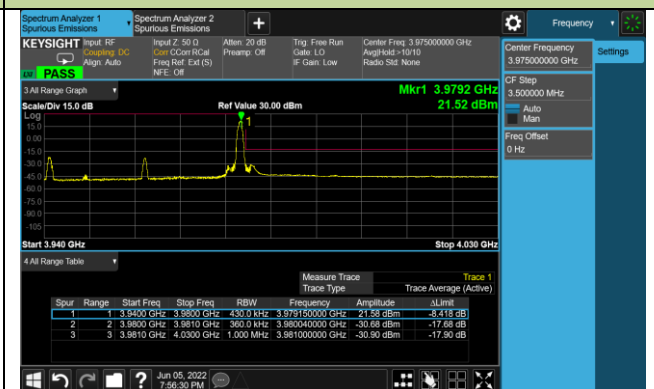 Spectrum Analyzer 1
Spurious Emissions
Spectrum Analyzer 2
Spurious Emissions
+
Frequency
KEYSIGHT
Input: RF
Coupling: DC
Align: Auto
Input Z: 50 Ω
Corr CCorr RCal
Freq Ref: Ext (S)
NFE: Off
Atten: 20 dB
Preamp: Off
Trig: Free Run
Gate: LO
IF Gain: Low
Center Freq: 3.975000000 GHz
Avg|Hold:>10/10
Radio Std: None
PASS
Center Frequency
3.975000000 GHz
Settings
CF Step
3.500000 MHz
Auto
Man
Freq Offset
0 Hz
3 All Range Graph
Mkr1 3.9792 GHz
Scale/Div 15.0 dB
Ref Value 30.00 dBm
21.52 dBm
Log
1
15.0
0.00
-15.0
-30.0
-45.0
-60.0
-75.0
-90.0
-105
Start 3.940 GHz
Stop 4.030 GHz
4 All Range Table
Measure Trace Trace 1
Trace Type Trace Average (Active)
Spur Range Start Freq Stop Freq RBW Frequency Amplitude ΔLimit
1 1 3.9400 GHz 3.9800 GHz 430.0 kHz 3.979150000 GHz 21.58 dBm -8.418 dB
2 2 3.9800 GHz 3.9810 GHz 360.0 kHz 3.980040000 GHz -30.68 dBm -17.68 dB
3 3 3.9810 GHz 4.0300 GHz 1.000 MHz 3.981000000 GHz -30.90 dBm -17.90 dB
?
Jun 05, 2022
7:56:30 PM